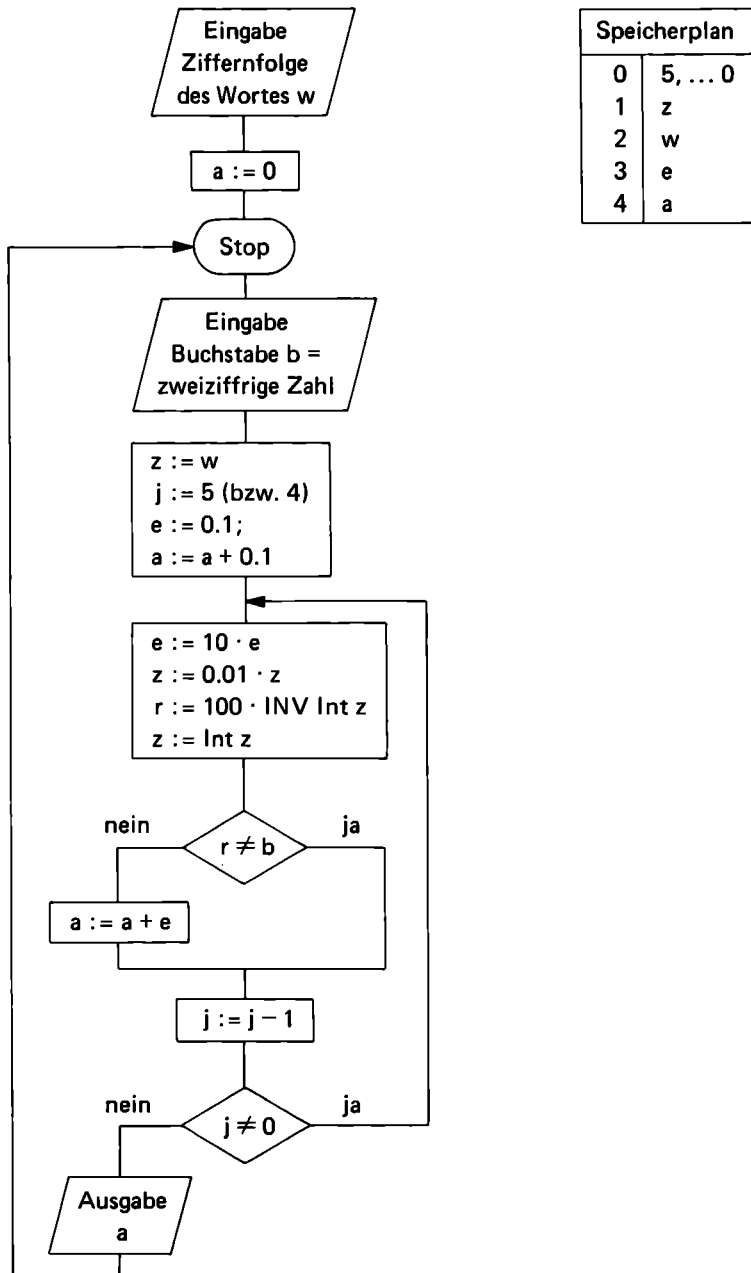 Eingabe
Ziffernfolge
des Wortes w
a := 0
Stop
Eingabe
Buchstabe b =
zweiziffrige Zahl
z := w
j := 5 (bzw. 4)
e := 0.1;
a := a + 0.1
e := 10 · e
z := 0.01 · z
r := 100 · INV Int z
z := Int z
nein
r ≠ b
ja
a := a + e
j := j − 1
nein
j ≠ 0
ja
Ausgabe
a
Speicherplan
0 5, ... 0
1 z
2 w
3 e
4 a